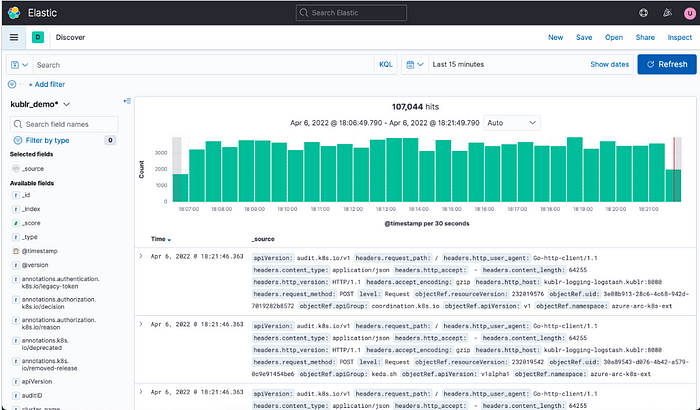 Elastic
Search Elastic
U
D
Discover
New Save Open Share Inspect
Search
KQL
Last 15 minutes
Show dates
Refresh
+ Add filter
kublr_demo*
Search field names
Filter by type 0
Selected fields
_source
Available fields
t _id
t _index
# _score
t _type
@timestamp
t @version
t annotations.authentication.
k8s.io/legacy-token
t annotations.authorization.
k8s.io/decision
t annotations.authorization.
k8s.io/reason
t annotations.k8s.
io/deprecated
t annotations.k8s.
io/removed-release
t apiVersion
t auditID
t cluster_name
107,044 hits
Apr 6, 2022 @ 18:06:49.790 - Apr 6, 2022 @ 18:21:49.790
Auto
Count
3000
2000
1000
0
18:07:00 18:08:00 18:09:00 18:10:00 18:11:00 18:12:00 18:13:00 18:14:00 18:15:00 18:16:00 18:17:00 18:18:00 18:19:00 18:20:00 18:21:00
@timestamp per 30 seconds
Time _source
Apr 6, 2022 @ 18:21:46.363
apiVersion: audit.k8s.io/v1 headers.request_path: / headers.http_user_agent: Go-http-client/1.1
headers.content_type: application/json headers.http_accept: - headers.content_length: 64255
headers.http_version: HTTP/1.1 headers.accept_encoding: gzip headers.http_host: kublr-logging-logstash.kublr:8080
headers.request_method: POST level: Request objectRef.resourceVersion: 232019576 objectRef.uid: 3e08b913-28c6-4c68-942d-
7019282b8572 objectRef.apiGroup: coordination.k8s.io objectRef.apiVersion: v1 objectRef.namespace: azure-arc-k8s-ext
Apr 6, 2022 @ 18:21:46.363
apiVersion: audit.k8s.io/v1 headers.request_path: / headers.http_user_agent: Go-http-client/1.1
headers.content_type: application/json headers.http_accept: - headers.content_length: 64255
headers.http_version: HTTP/1.1 headers.accept_encoding: gzip headers.http_host: kublr-logging-logstash.kublr:8080
headers.request_method: POST level: Request objectRef.resourceVersion: 232019542 objectRef.uid: 30a89543-d076-4b42-a579-
0c9e91454be6 objectRef.apiGroup: keda.sh objectRef.apiVersion: v1alpha1 objectRef.namespace: azure-arc-k8s-ext
Apr 6, 2022 @ 18:21:46.363
apiVersion: audit.k8s.io/v1 headers.request_path: / headers.http_user_agent: Go-http-client/1.1
headers.content_type: application/json headers.http_accept: - headers.content_length: 64255